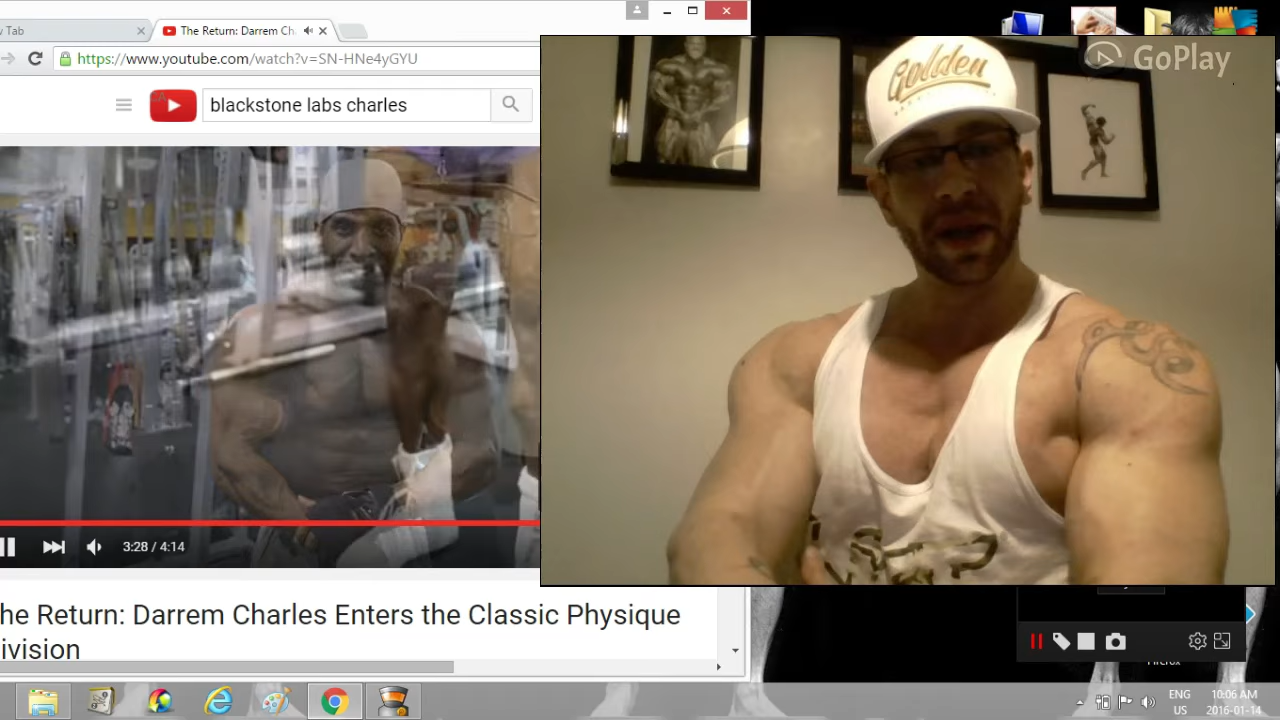 w Tab
The Return: Darrem Ch
https://www.youtube.com/watch?v=SN-HNe4yGYU
blackstone labs charles
GoPlay
Golden
3:28 / 4:14
he Return: Darrem Charles Enters the Classic Physique
ivision
ENG
US
10:06 AM
2016-01-14